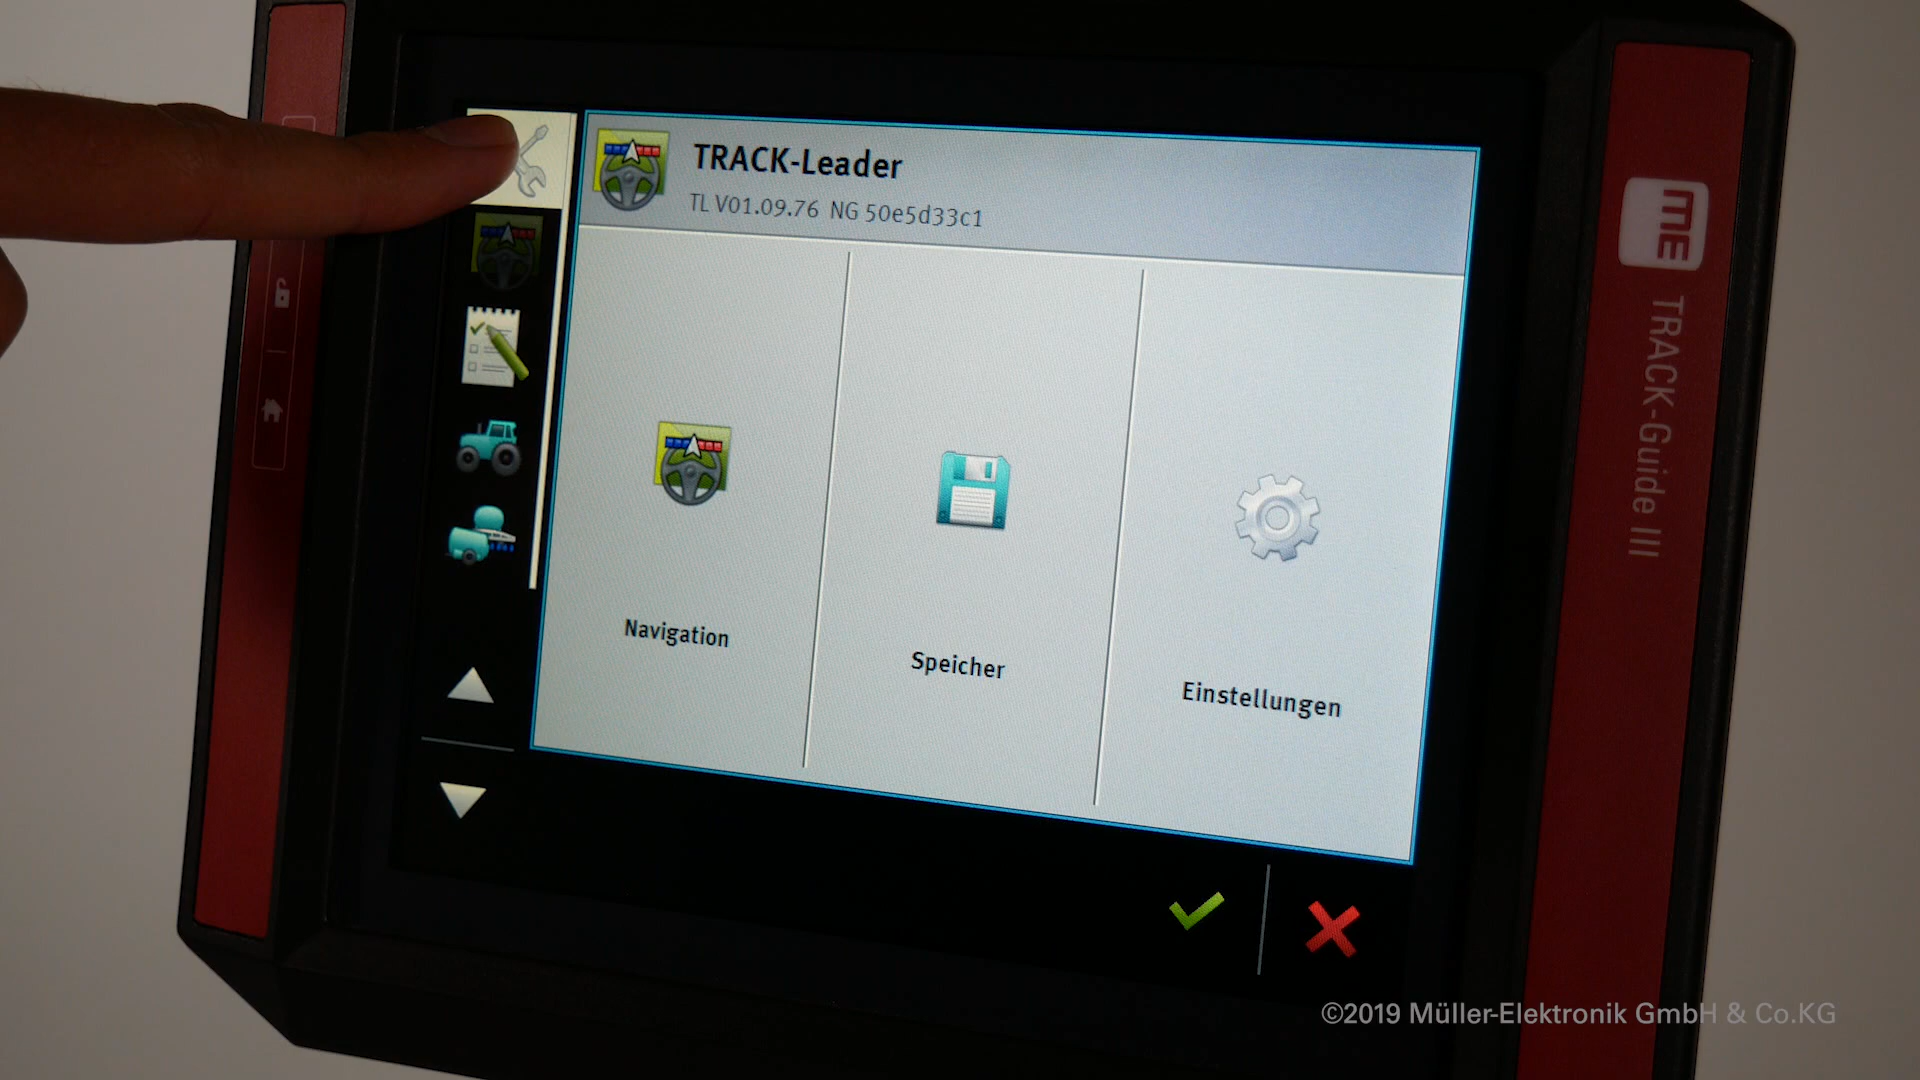 TRACK-Leader
TL V01.09.76 NG 50e5d33c1
Navigation
Speicher
Einstellungen
ME
TRACK-Guide III
©2019 Müller-Elektronik GmbH & Co.KG